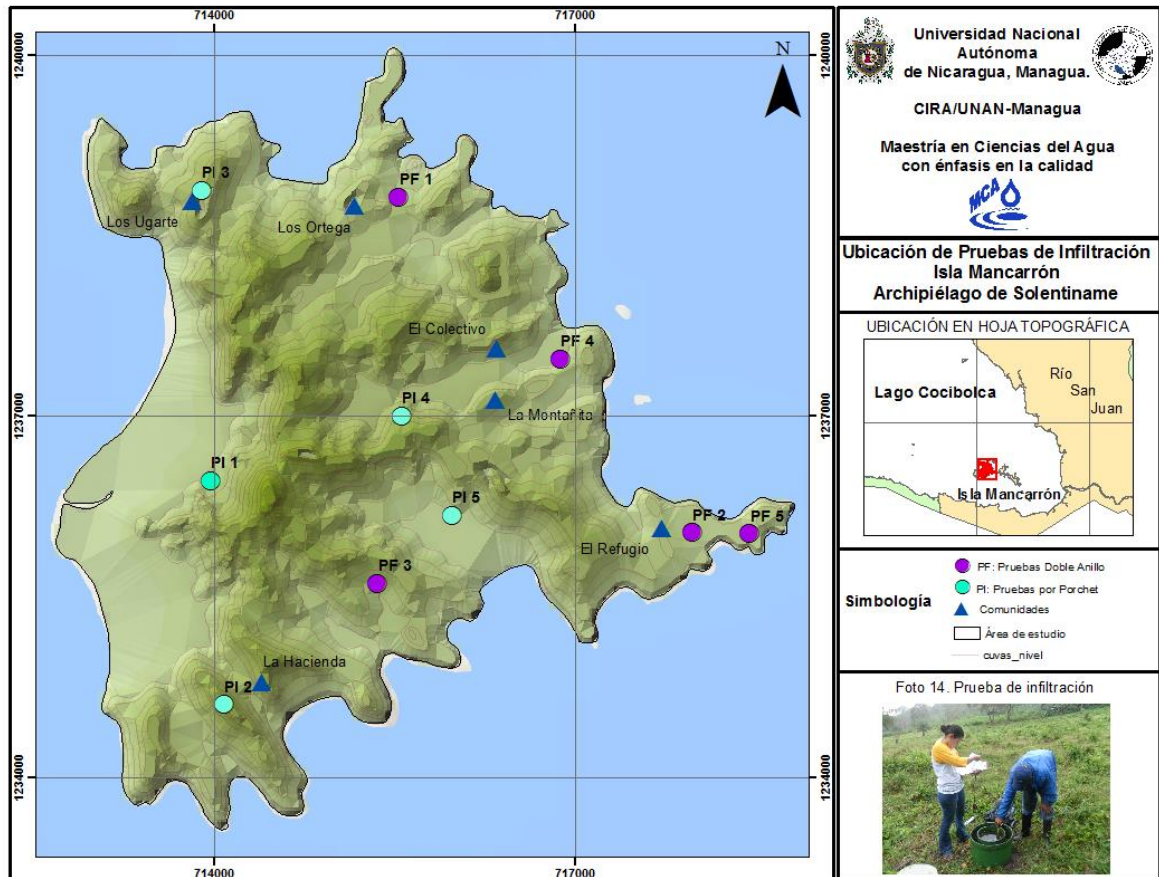 714000
717000
1240000
1240000
N
PI 3
PF 1
Los Ugarte
Los Ortega
El Colectivo
PF 4
La Montañita
PI 4
1237000
1237000
PI 1
PI 5
PF 2
PF 5
El Refugio
PF 3
La Hacienda
PI 2
1234000
1234000
714000
717000
Universidad Nacional
Autónoma
de Nicaragua, Managua.
CIRA/UNAN-Managua
Maestría en Ciencias del Agua
con énfasis en la calidad
MCA
Ubicación de Pruebas de Infiltración
Isla Mancarrón
Archipiélago de Solentiname
UBICACIÓN EN HOJA TOPOGRÁFICA
Lago Cocibolca
Río
San
Juan
Isla Mancarrón
Simbología
PF: Pruebas Doble Anillo
PI: Pruebas por Porchet
Comunidades
Área de estudio
cuvas_nivel
Foto 14. Prueba de infiltración